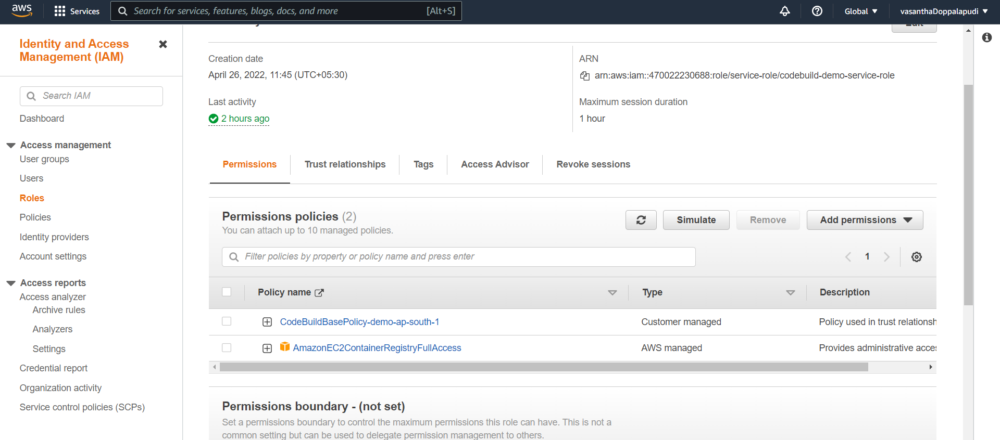 aws
Services
Search for services, features, blogs, docs, and more
[Alt+S]
Global
vasanthaDoppalapudi
Identity and Access
Management (IAM)
Search IAM
Dashboard
Access management
User groups
Users
Roles
Policies
Identity providers
Account settings
Access reports
Access analyzer
Archive rules
Analyzers
Settings
Credential report
Organization activity
Service control policies (SCPs)
Edit
Creation date
April 26, 2022, 11:45 (UTC+05:30)
Last activity
2 hours ago
ARN
arn:aws:iam::470022230688:role/service-role/codebuild-demo-service-role
Maximum session duration
1 hour
Permissions
Trust relationships
Tags
Access Advisor
Revoke sessions
Permissions policies (2)
You can attach up to 10 managed policies.
Simulate
Remove
Add permissions
Filter policies by property or policy name and press enter
1
Policy name
Type
Description
CodeBuildBasePolicy-demo-ap-south-1
Customer managed
Policy used in trust relationsh
AmazonEC2ContainerRegistryFullAccess
AWS managed
Provides administrative acces
Permissions boundary - (not set)
Set a permissions boundary to control the maximum permissions this role can have. This is not a
common setting but can be used to delegate permission management to others.